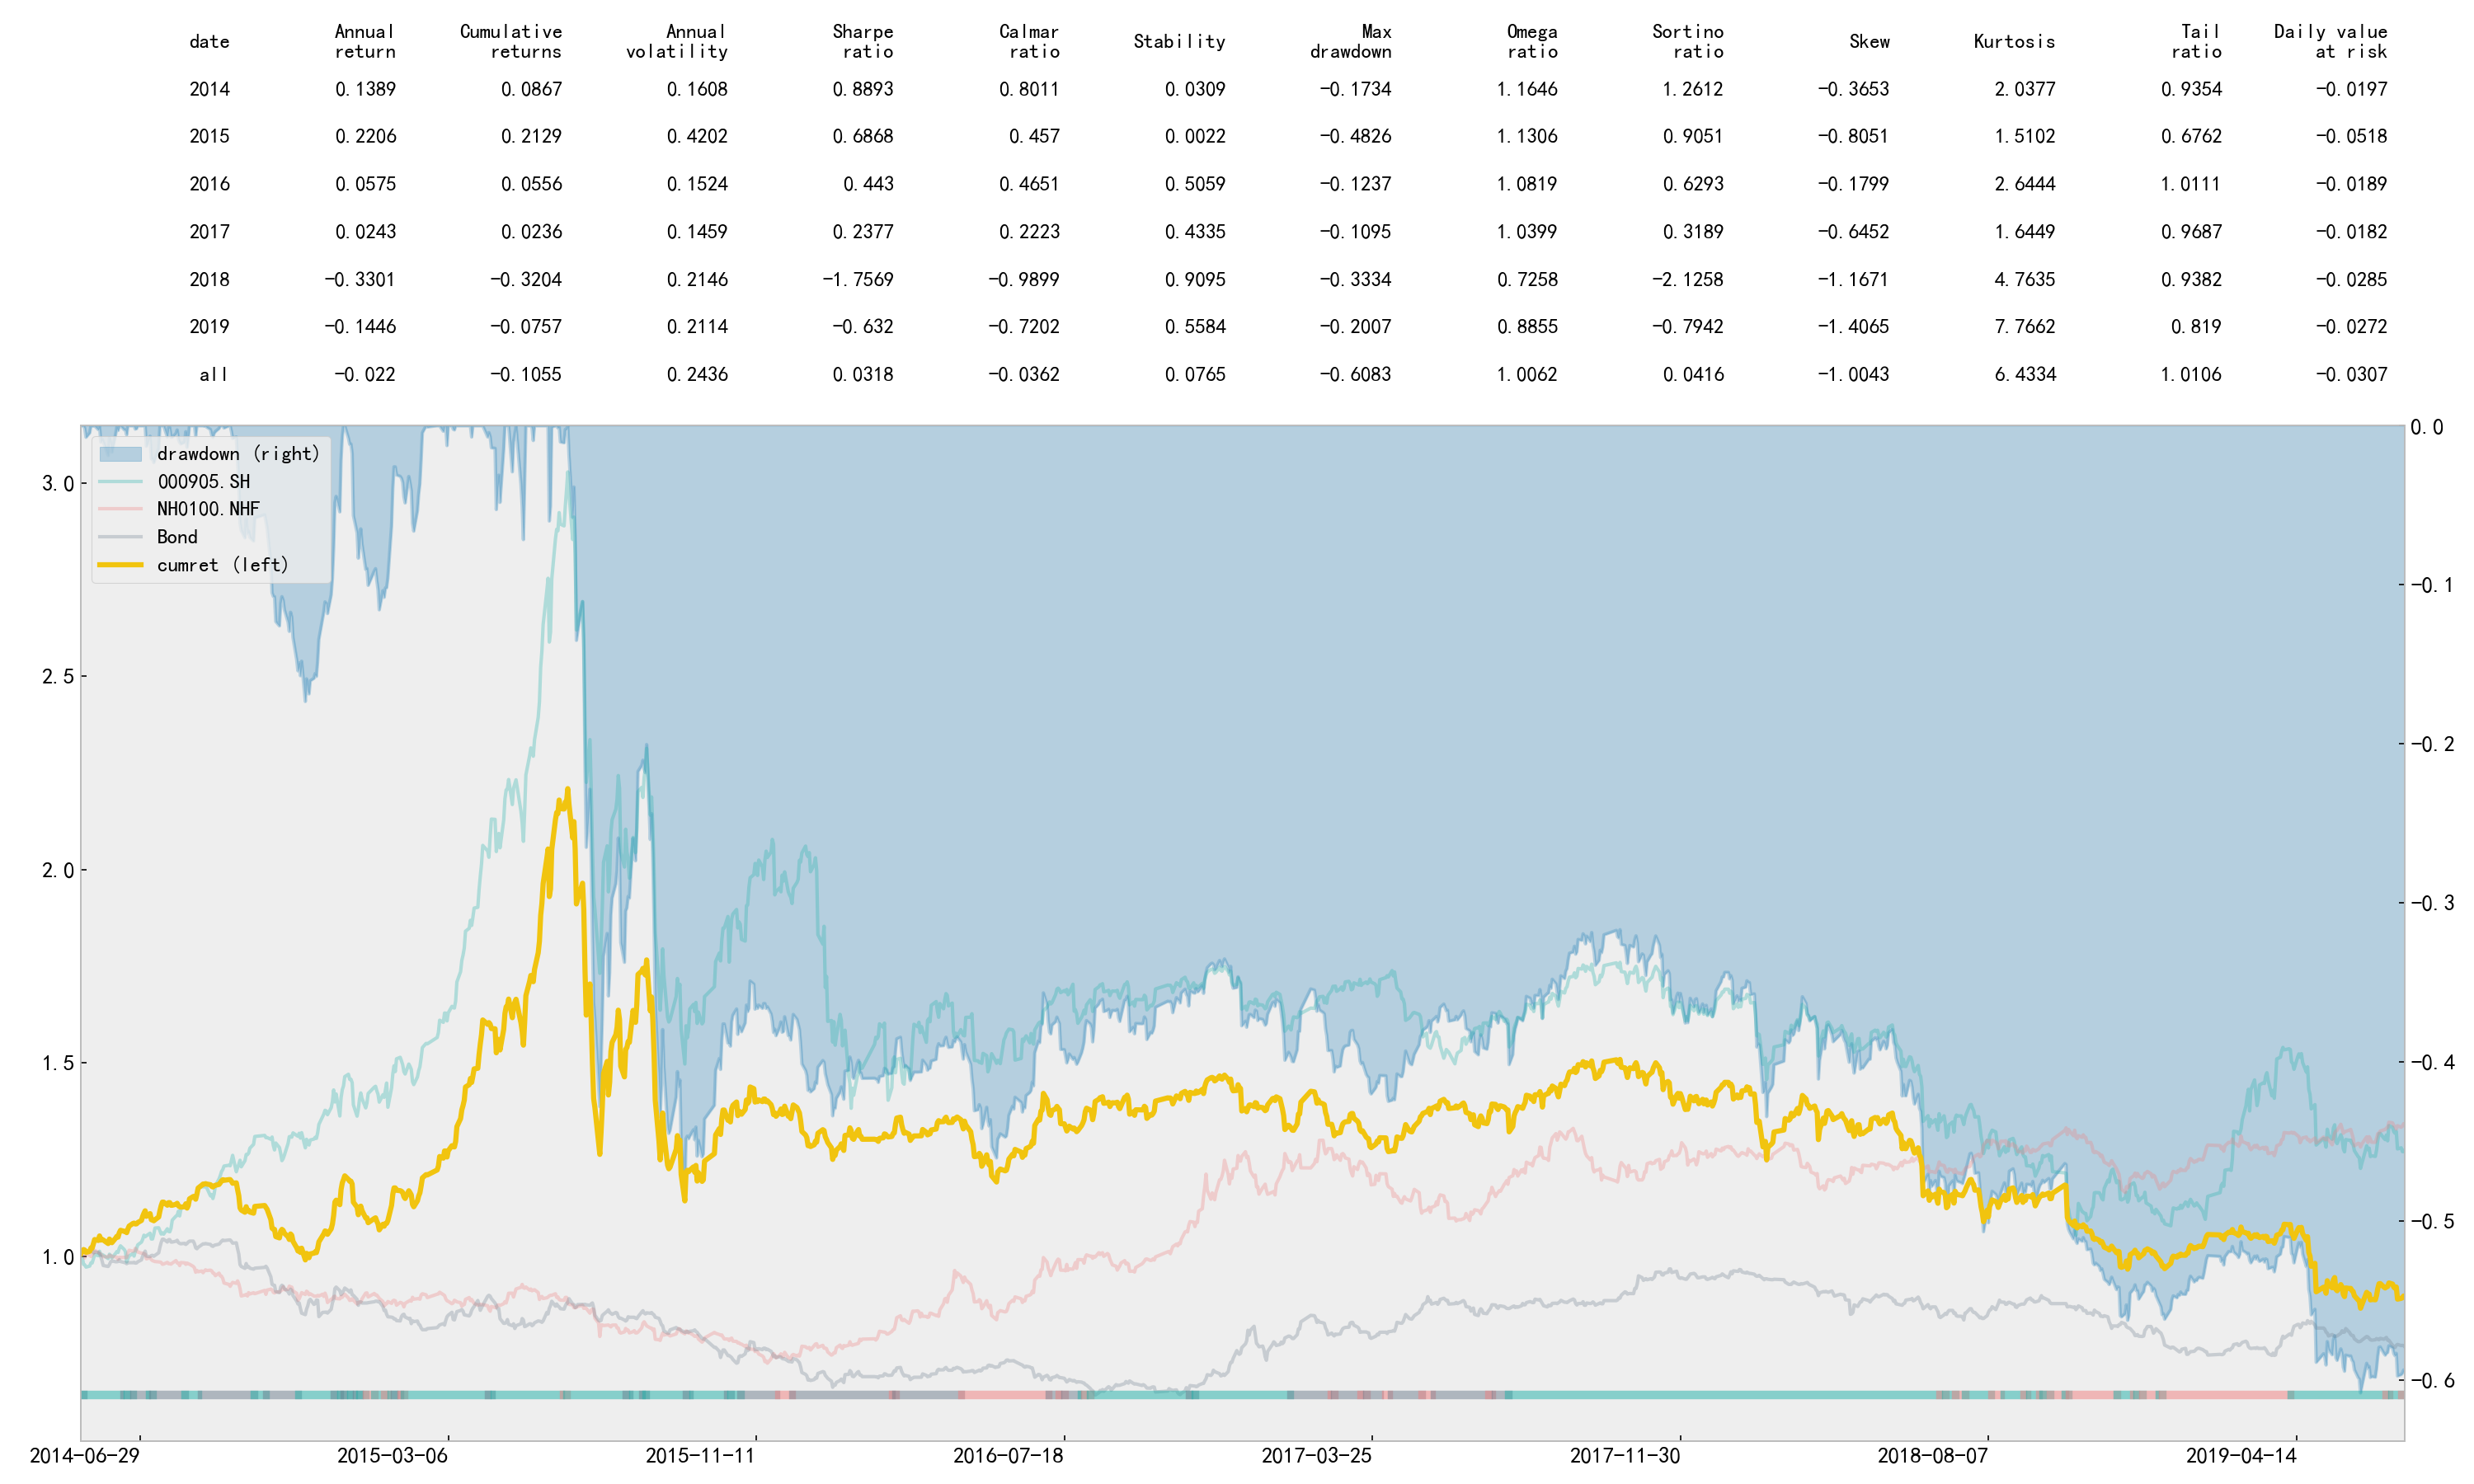 date Annual return Cumulative returns Annual volatility Sharpe ratio Calmar ratio Stability Max drawdown Omega ratio Sortino ratio Skew Kurtosis Tail ratio Daily value at risk
2014 0.1389 0.0867 0.1608 0.8893 0.8011 0.0309 −0.1734 1.1646 1.2612 −0.3653 2.0377 0.9354 −0.0197
2015 0.2206 0.2129 0.4202 0.6868 0.457 0.0022 −0.4826 1.1306 0.9051 −0.8051 1.5102 0.6762 −0.0518
2016 0.0575 0.0556 0.1524 0.443 0.4651 0.5059 −0.1237 1.0819 0.6293 −0.1799 2.6444 1.0111 −0.0189
2017 0.0243 0.0236 0.1459 0.2377 0.2223 0.4335 −0.1095 1.0399 0.3189 −0.6452 1.6449 0.9687 −0.0182
2018 −0.3301 −0.3204 0.2146 −1.7569 −0.9899 0.9095 −0.3334 0.7258 −2.1258 −1.1671 4.7635 0.9382 −0.0285
2019 −0.1446 −0.0757 0.2114 −0.632 −0.7202 0.5584 −0.2007 0.8855 −0.7942 −1.4065 7.7662 0.819 −0.0272
all −0.022 −0.1055 0.2436 0.0318 −0.0362 0.0765 −0.6083 1.0062 0.0416 −1.0043 6.4334 1.0106 −0.0307
drawdown (right)
000905.SH
NH0100.NHF
Bond
cumret (left)
3.0
2.5
2.0
1.5
1.0
0.0
−0.1
−0.2
−0.3
−0.4
−0.5
−0.6
2014−06−29 2015−03−06 2015−11−11 2016−07−18 2017−03−25 2017−11−30 2018−08−07 2019−04−14